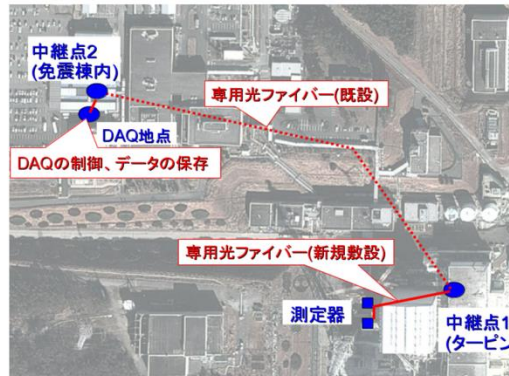 中継点2
(免震棟内)
専用光ファイバー(既設)
DAQ地点
DAQの制御、データの保存
専用光ファイバー(新規敷設)
測定器
中継点1
(タービン